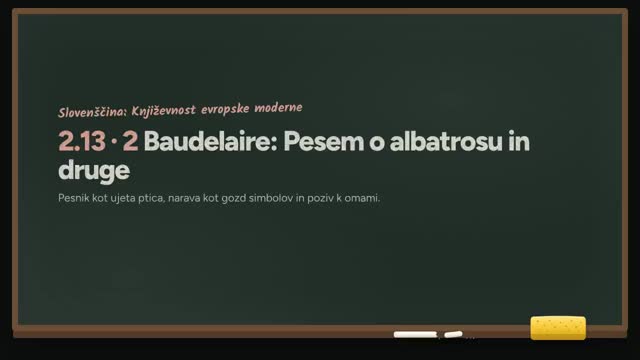 Slovenščina: Književnost evropske moderne
2.13 · 2 Baudelaire: Pesem o albatrosu in
druge
Pesnik kot ujeta ptica, narava kot gozd simbolov in poziv k omami.